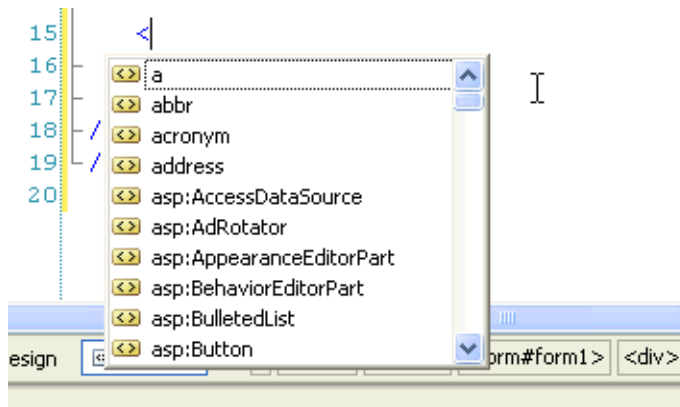 15 <
16
17
18 /
19 /
20
a
abbr
acronym
address
asp:AccessDataSource
asp:AdRotator
asp:AppearanceEditorPart
asp:BehaviorEditorPart
asp:BulletedList
asp:Button
esign orm#form1> <div>